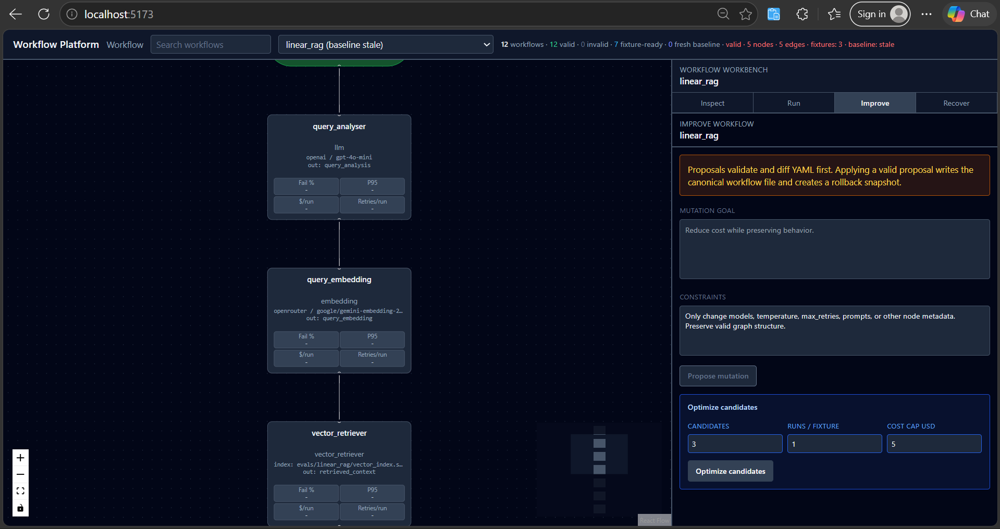 localhost:5173
Sign in
Chat
Workflow Platform
Workflow
Search workflows
linear_rag (baseline stale)
12 workflows · 12 valid · 0 invalid · 7 fixture-ready · 0 fresh baseline · valid · 5 nodes · 5 edges · fixtures: 3 · baseline: stale
query_analyser
llm
openai / gpt-4o-mini
out: query_analysis
Fail % P95
- -
$/run Retries/run
- -
query_embedding
embedding
openrouter / google/gemini-embedding-2…
out: query_embedding
Fail % P95
- -
$/run Retries/run
- -
vector_retriever
vector_retriever
index: evals/linear_rag/vector_index.s…
out: retrieved_context
Fail % P95
- -
$/run Retries/run
- -
React Flow
WORKFLOW WORKBENCH
linear_rag
Inspect Run Improve Recover
IMPROVE WORKFLOW
linear_rag
Proposals validate and diff YAML first. Applying a valid proposal writes the
canonical workflow file and creates a rollback snapshot.
MUTATION GOAL
Reduce cost while preserving behavior.
CONSTRAINTS
Only change models, temperature, max_retries, prompts, or other node metadata.
Preserve valid graph structure.
Propose mutation
Optimize candidates
CANDIDATES RUNS / FIXTURE COST CAP USD
3 1 5
Optimize candidates